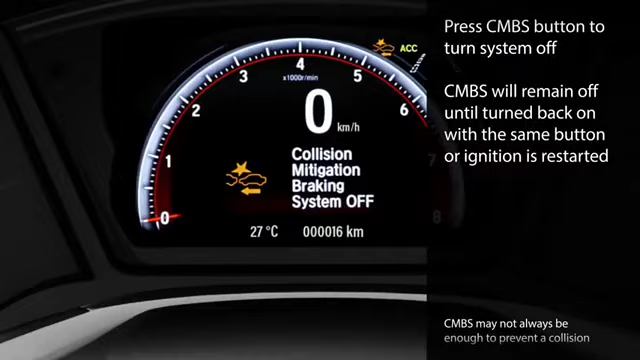 Press CMBS button to
turn system off
CMBS will remain off
until turned back on
with the same button
or ignition is restarted
ACC
0
1
2
3
4
5
6
7
8
x1000r/min
0
km/h
Collision
Mitigation
Braking
System OFF
27 °C
000016 km
CMBS may not always be
enough to prevent a collision